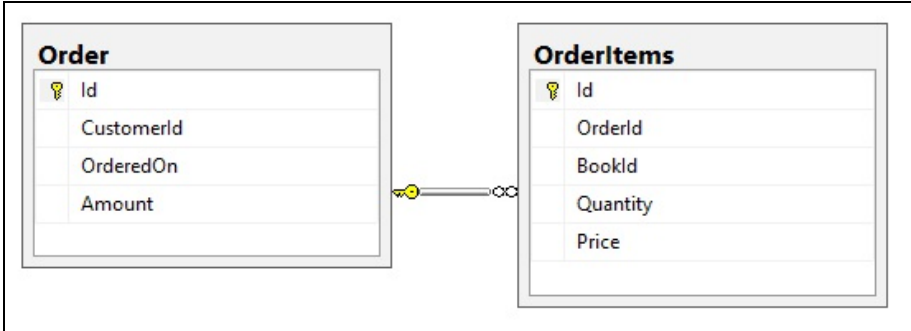 Order
Id
CustomerId
OrderedOn
Amount
OrderItems
Id
OrderId
BookId
Quantity
Price